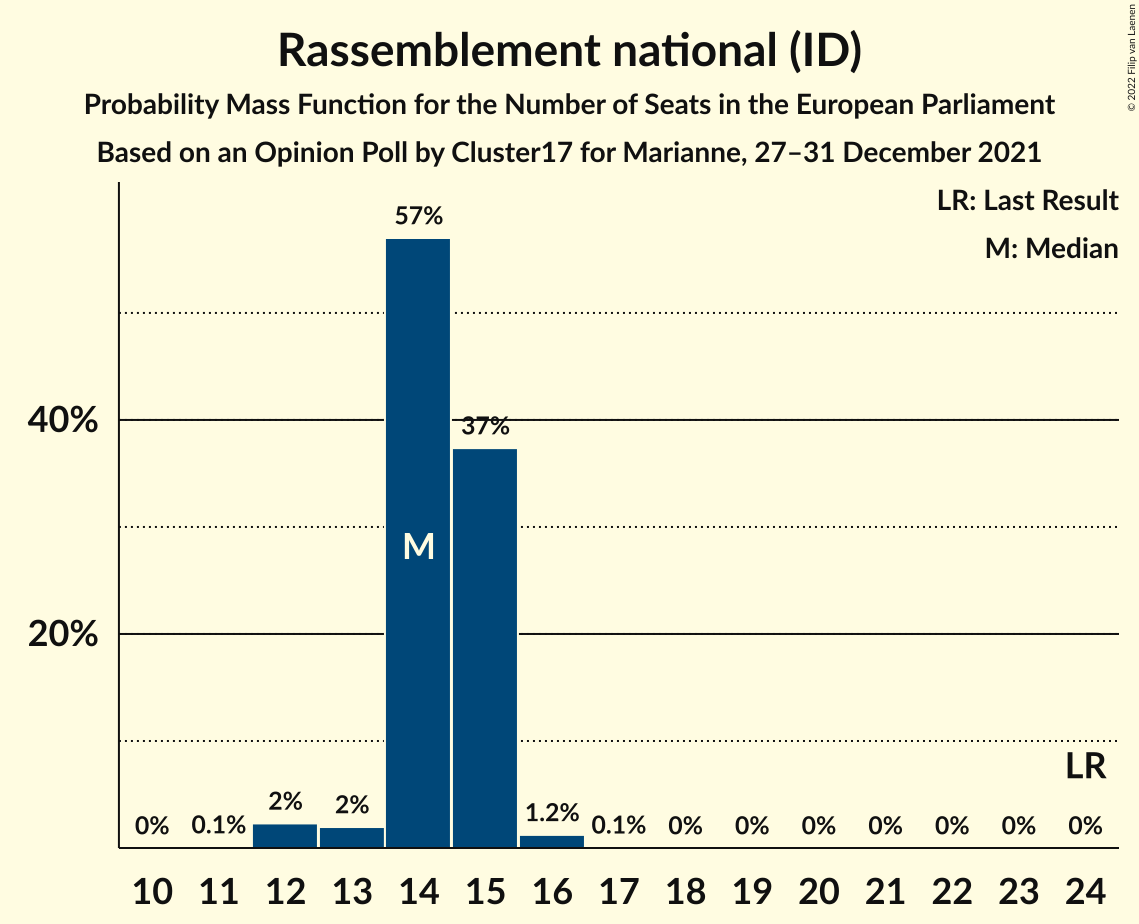 Rassemblement national (ID)
Probability Mass Function for the Number of Seats in the European Parliament
Based on an Opinion Poll by Cluster17 for Marianne, 27–31 December 2021
© 2022 Filip van Laenen
LR: Last Result
M: Median
57%
40%
37%
M
20%
LR
0% 0.1% 2% 2% 1.2% 0.1% 0% 0% 0% 0% 0% 0% 0%
10 11 12 13 14 15 16 17 18 19 20 21 22 23 24